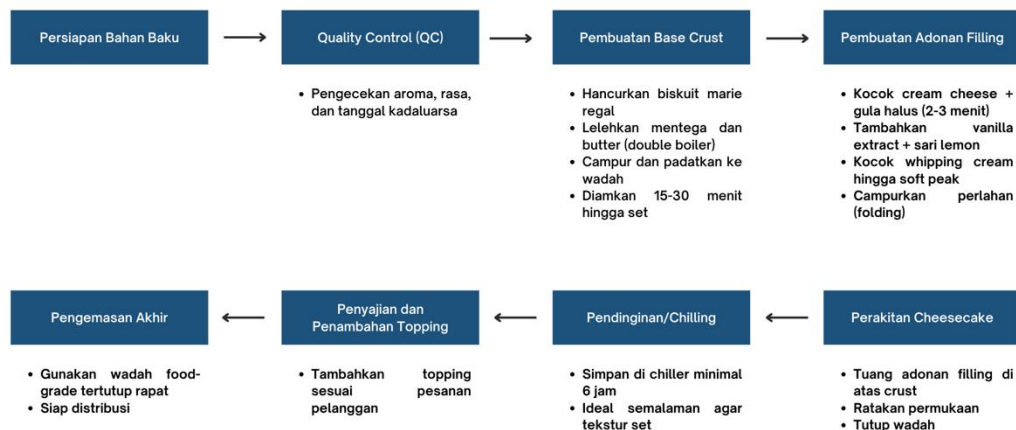 Persiapan Bahan Baku
Quality Control (QC)
• Pengecekan aroma, rasa,
dan tanggal kadaluarsa
Pembuatan Base Crust
• Hancurkan biskuit marie
regal
• Lelehkan mentega dan
butter (double boiler)
• Campur dan padatkan ke
wadah
• Diamkan 15-30 menit
hingga set
Pembuatan Adonan Filling
• Kocok cream cheese +
gula halus (2-3 menit)
• Tambahkan vanilla
extract + sari lemon
• Kocok whipping cream
hingga soft peak
• Campurkan perlahan
(folding)
Perakitan Cheesecake
• Tuang adonan filling di
atas crust
• Ratakan permukaan
• Tutup wadah
Pendinginan/Chilling
• Simpan di chiller minimal
6 jam
• Ideal semalaman agar
tekstur set
Penyajian dan
Penambahan Topping
• Tambahkan topping
sesuai pesanan
pelanggan
Pengemasan Akhir
• Gunakan wadah food-
grade tertutup rapat
• Siap distribusi